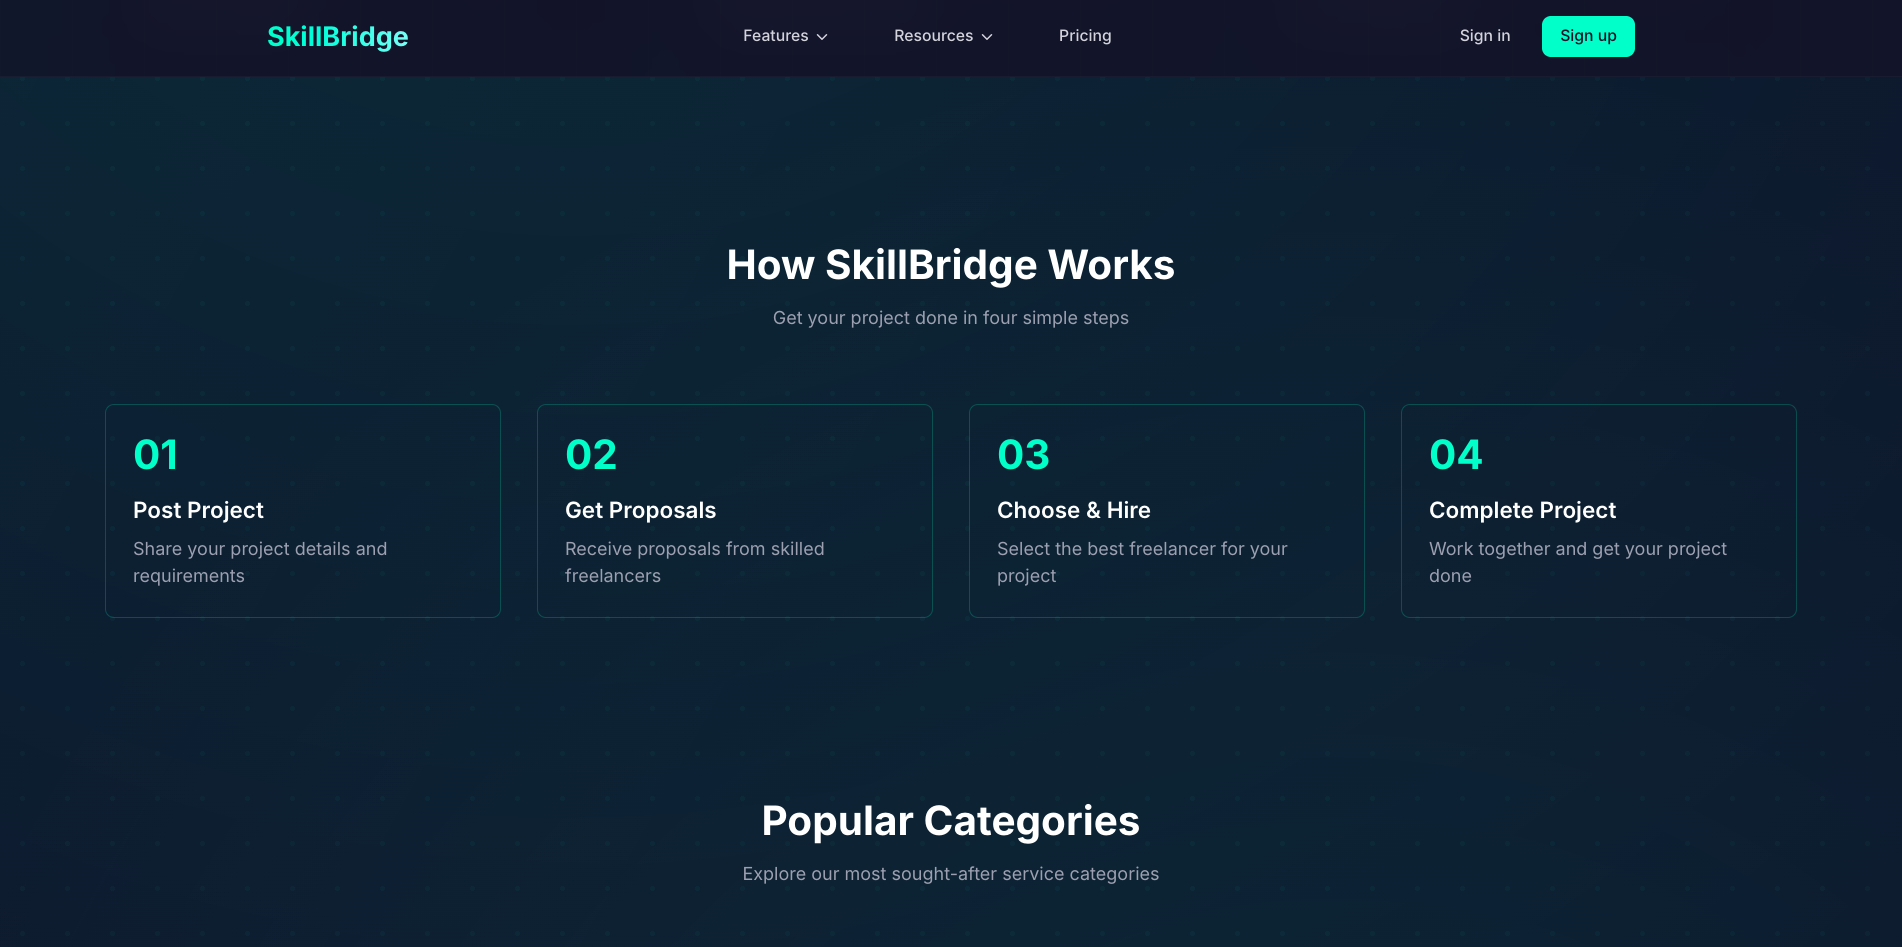 SkillBridge
Features
Resources
Pricing
Sign in
Sign up
How SkillBridge Works
Get your project done in four simple steps
01
Post Project
Share your project details and
requirements
02
Get Proposals
Receive proposals from skilled
freelancers
03
Choose & Hire
Select the best freelancer for your
project
04
Complete Project
Work together and get your project
done
Popular Categories
Explore our most sought-after service categories